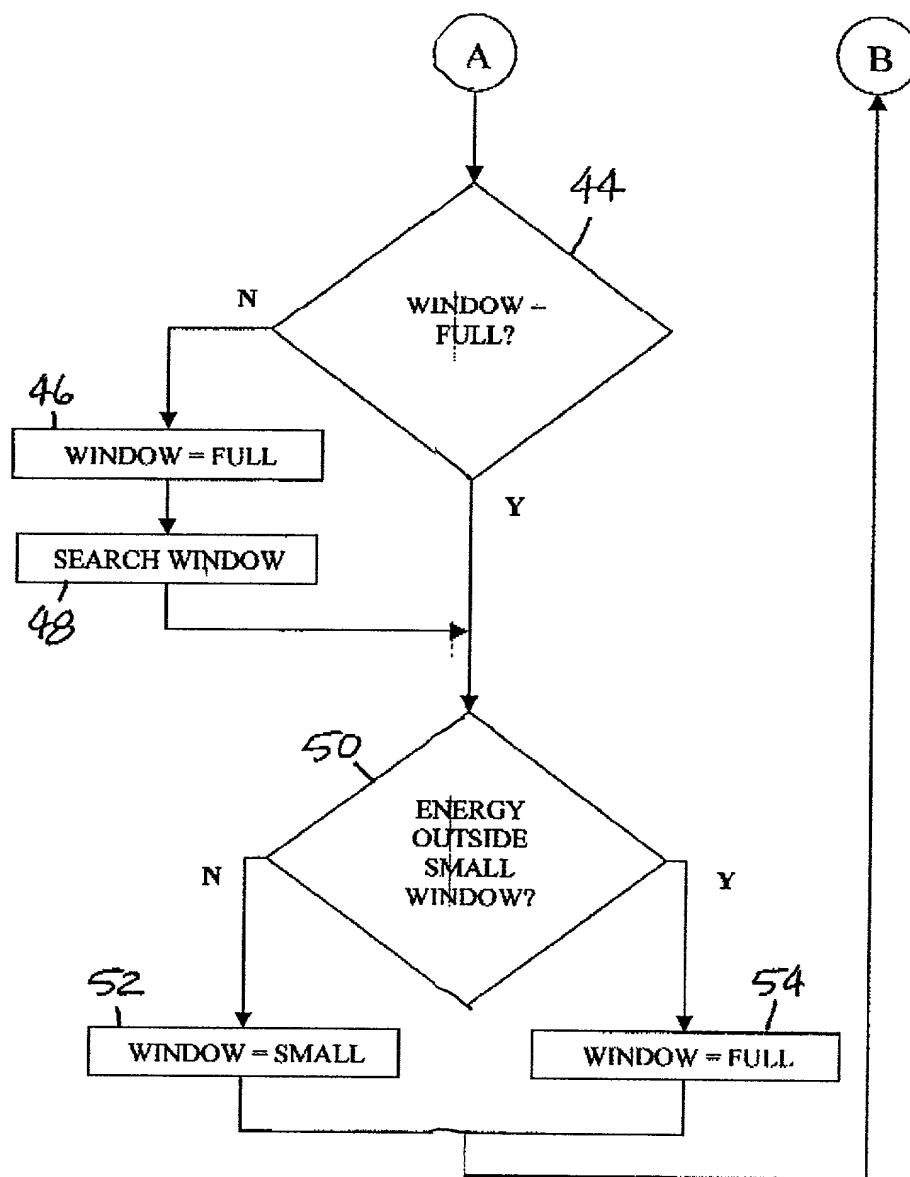 A
B
44
WINDOW =
FULL?
N
46
WINDOW = FULL
Y
SEARCH WINDOW
48
50
ENERGY
OUTSIDE
SMALL
WINDOW?
N
Y
52
54
WINDOW = SMALL
WINDOW = FULL